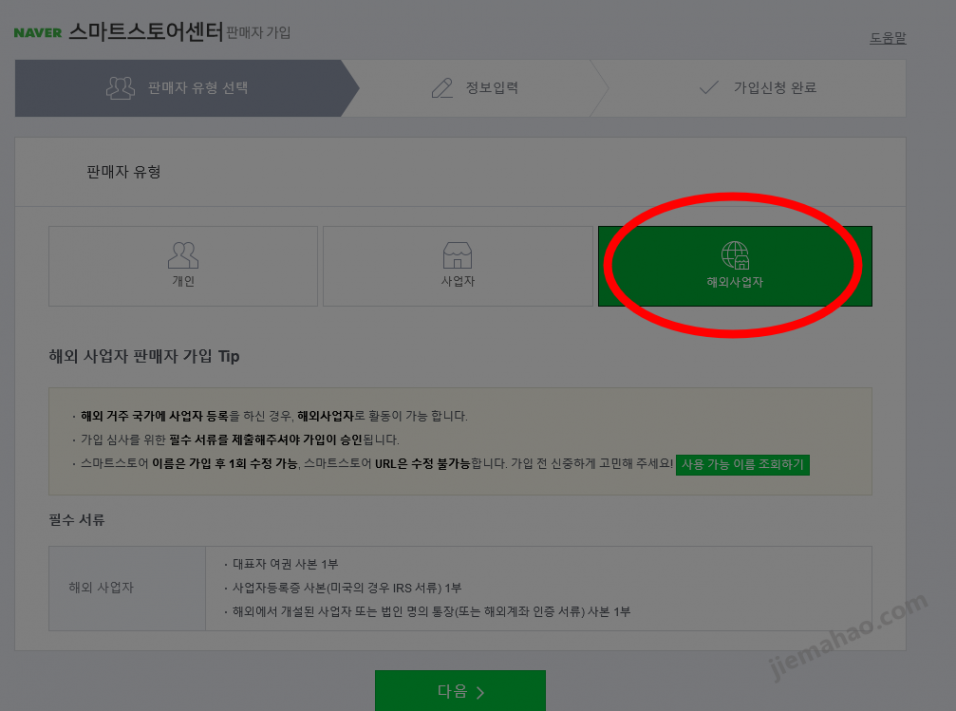 NAVER 스마트스토어센터 판매자 가입
도움말
판매자 유형 선택
정보입력
가입신청 완료
판매자 유형
개인
사업자
해외사업자
해외 사업자 판매자 가입 Tip
· 해외 거주 국가에 사업자 등록을 하신 경우, 해외사업자로 활동이 가능 합니다.
· 가입 심사를 위한 필수 서류를 제출해주셔야 가입이 승인됩니다.
· 스마트스토어 이름은 가입 후 1회 수정 가능, 스마트스토어 URL은 수정 불가능합니다. 가입 전 신중하게 고민해 주세요! 사용 가능 이름 조회하기
필수 서류
해외 사업자
· 대표자 여권 사본 1부
· 사업자등록증 사본(미국의 경우 IRS 서류) 1부
· 해외에서 개설된 사업자 또는 법인 명의 통장(또는 해외계좌 인증 서류) 사본 1부
jiemahao.com
다음